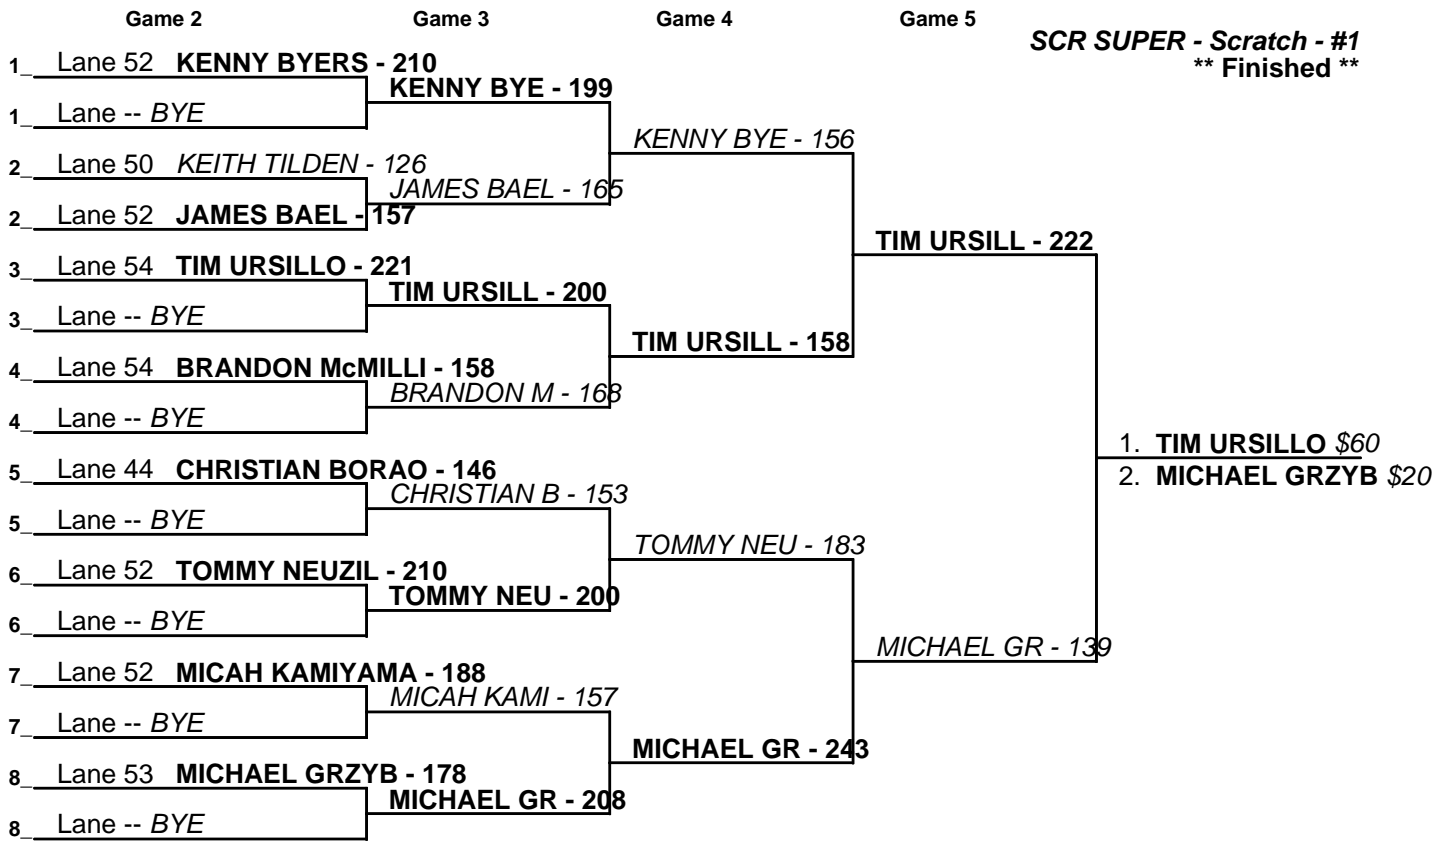 Game 2 Game 3 Game 4 Game 5
SCR SUPER - Scratch - #1
** Finished **
1_ Lane 52 KENNY BYERS - 210
KENNY BYE - 199
1_ Lane -- BYE
KENNY BYE - 156
2_ Lane 50 KEITH TILDEN - 126
JAMES BAEL - 165
2_ Lane 52 JAMES BAEL - 157
TIM URSILL - 222
3_ Lane 54 TIM URSILLO - 221
TIM URSILL - 200
3_ Lane -- BYE
TIM URSILL - 158
4_ Lane 54 BRANDON McMILLI - 158
BRANDON M - 168
4_ Lane -- BYE
1. TIM URSILLO $60
5_ Lane 44 CHRISTIAN BORAO - 146
2. MICHAEL GRZYB $20
CHRISTIAN B - 153
5_ Lane -- BYE
TOMMY NEU - 183
6_ Lane 52 TOMMY NEUZIL - 210
TOMMY NEU - 200
6_ Lane -- BYE
MICHAEL GR - 139
7_ Lane 52 MICAH KAMIYAMA - 188
MICAH KAMI - 157
7_ Lane -- BYE
MICHAEL GR - 243
8_ Lane 53 MICHAEL GRZYB - 178
MICHAEL GR - 208
8_ Lane -- BYE